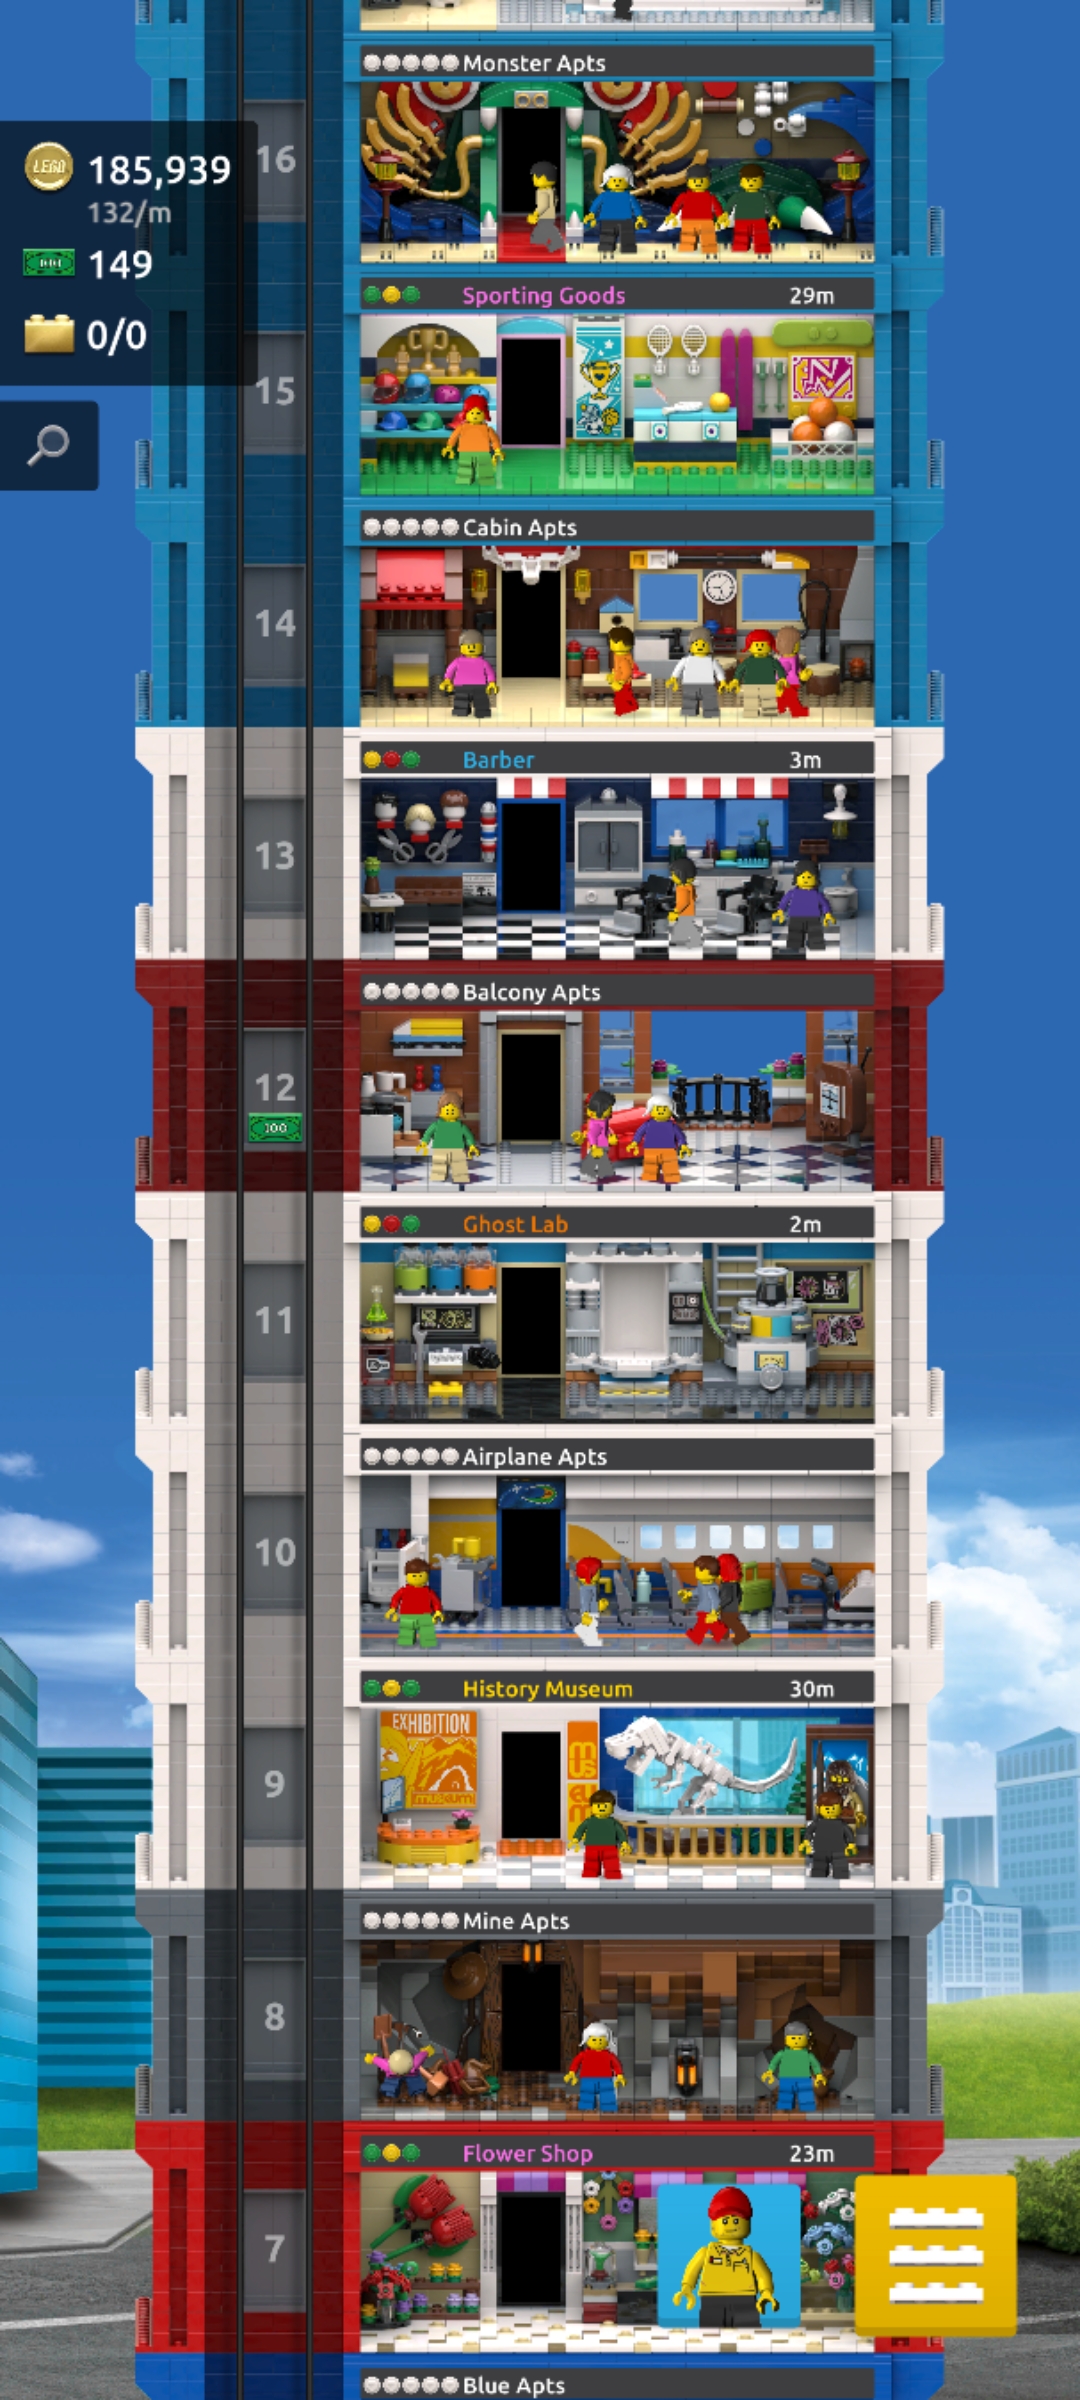 Monster Apts
16
LEGO
185,939
132/m
149
0/0
Sporting Goods 29m
15
Cabin Apts
14
Barber 3m
13
Balcony Apts
12
100
Ghost Lab 2m
11
Airplane Apts
10
History Museum 30m
EXHIBITION
museum
mus
eum
9
Mine Apts
8
Flower Shop 23m
7
Blue Apts